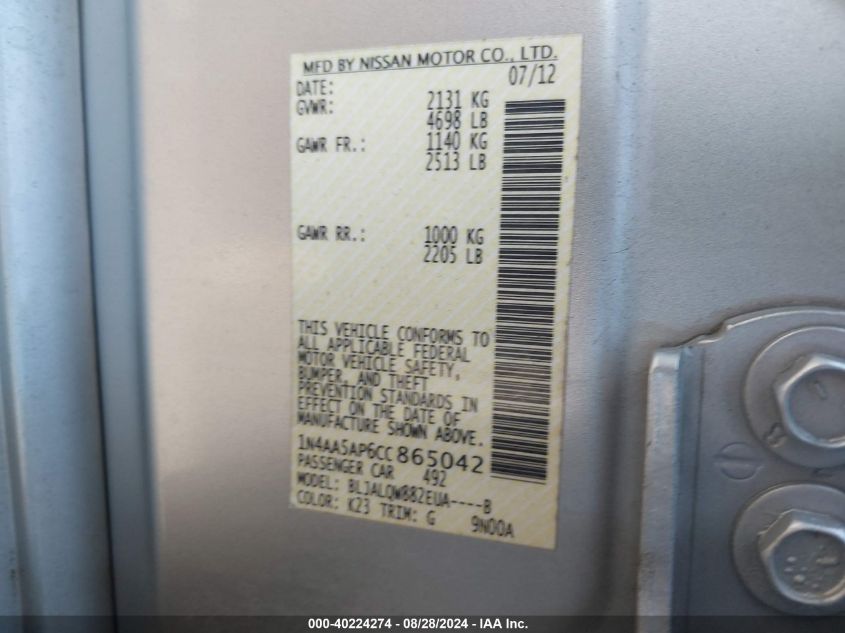 MFD BY NISSAN MOTOR CO., LTD.
DATE: 07/12
GVWR: 2131 KG
4698 LB
GAWR FR.: 1140 KG
2513 LB
GAWR RR.: 1000 KG
2205 LB
THIS VEHICLE CONFORMS TO
ALL APPLICABLE FEDERAL
MOTOR VEHICLE SAFETY,
BUMPER, AND THEFT
PREVENTION STANDARDS IN
EFFECT ON THE DATE OF
MANUFACTURE SHOWN ABOVE.
1N4AA5AP6CC865042
PASSENGER CAR 492
MODEL: BLJALQW882EUA----B
COLOR: K23 TRIM: G 9N00A
000-40224274 - 08/28/2024 - IAA Inc.